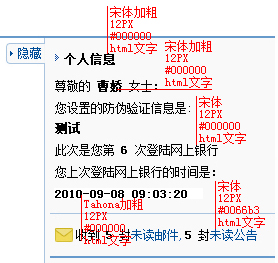 宋体加粗
12PX
#000000
html文字
隐藏
个人信息
宋体加粗
12PX
#000000
html文字
尊敬的 曹娇 女士：
您设置的防伪验证信息是：
宋体
12PX
#000000
html文字
测试
此次是您第 6 次登陆网上银行
您上次登陆网上银行的时间是：
2010-09-08 09:03:20
宋体
12PX
#0066b3
html文字
Tahona加粗
12PX
#000000
html文字
收到 5 封未读邮件, 5 封未读公告